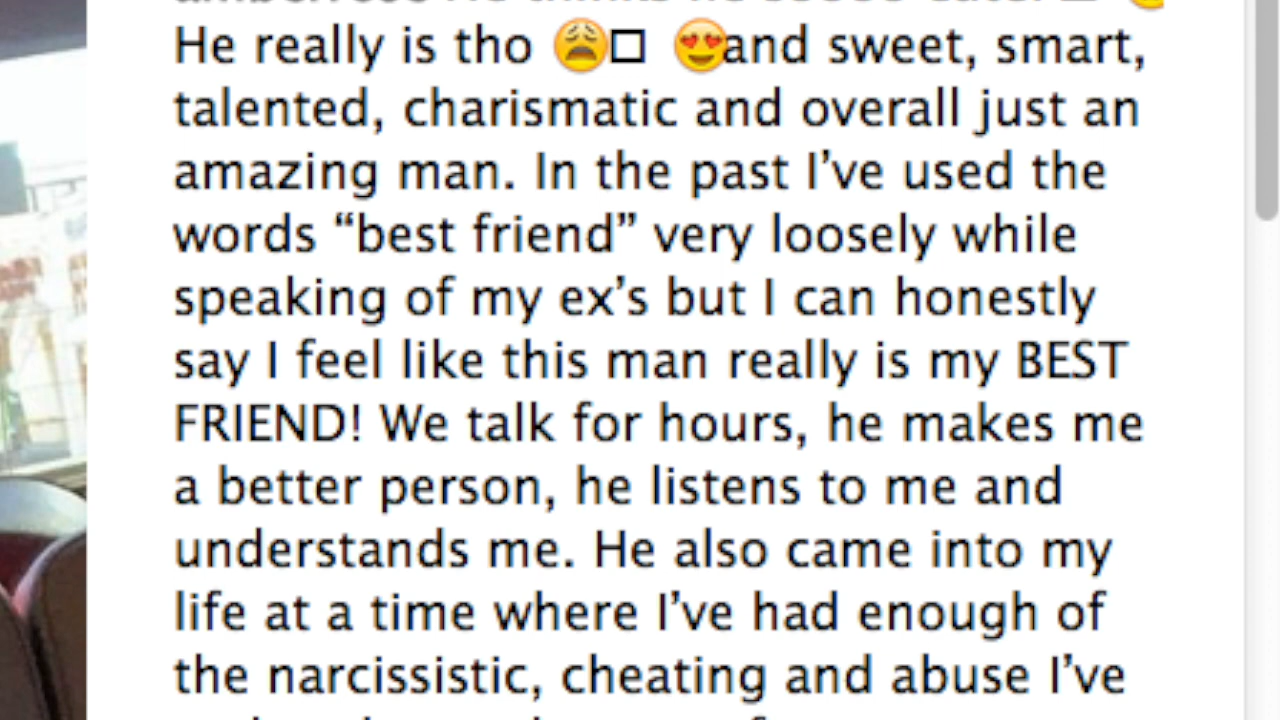 He really is tho 😩□ 😍and sweet, smart,
talented, charismatic and overall just an
amazing man. In the past I’ve used the
words “best friend” very loosely while
speaking of my ex’s but I can honestly
say I feel like this man really is my BEST
FRIEND! We talk for hours, he makes me
a better person, he listens to me and
understands me. He also came into my
life at a time where I’ve had enough of
the narcissistic, cheating and abuse I’ve